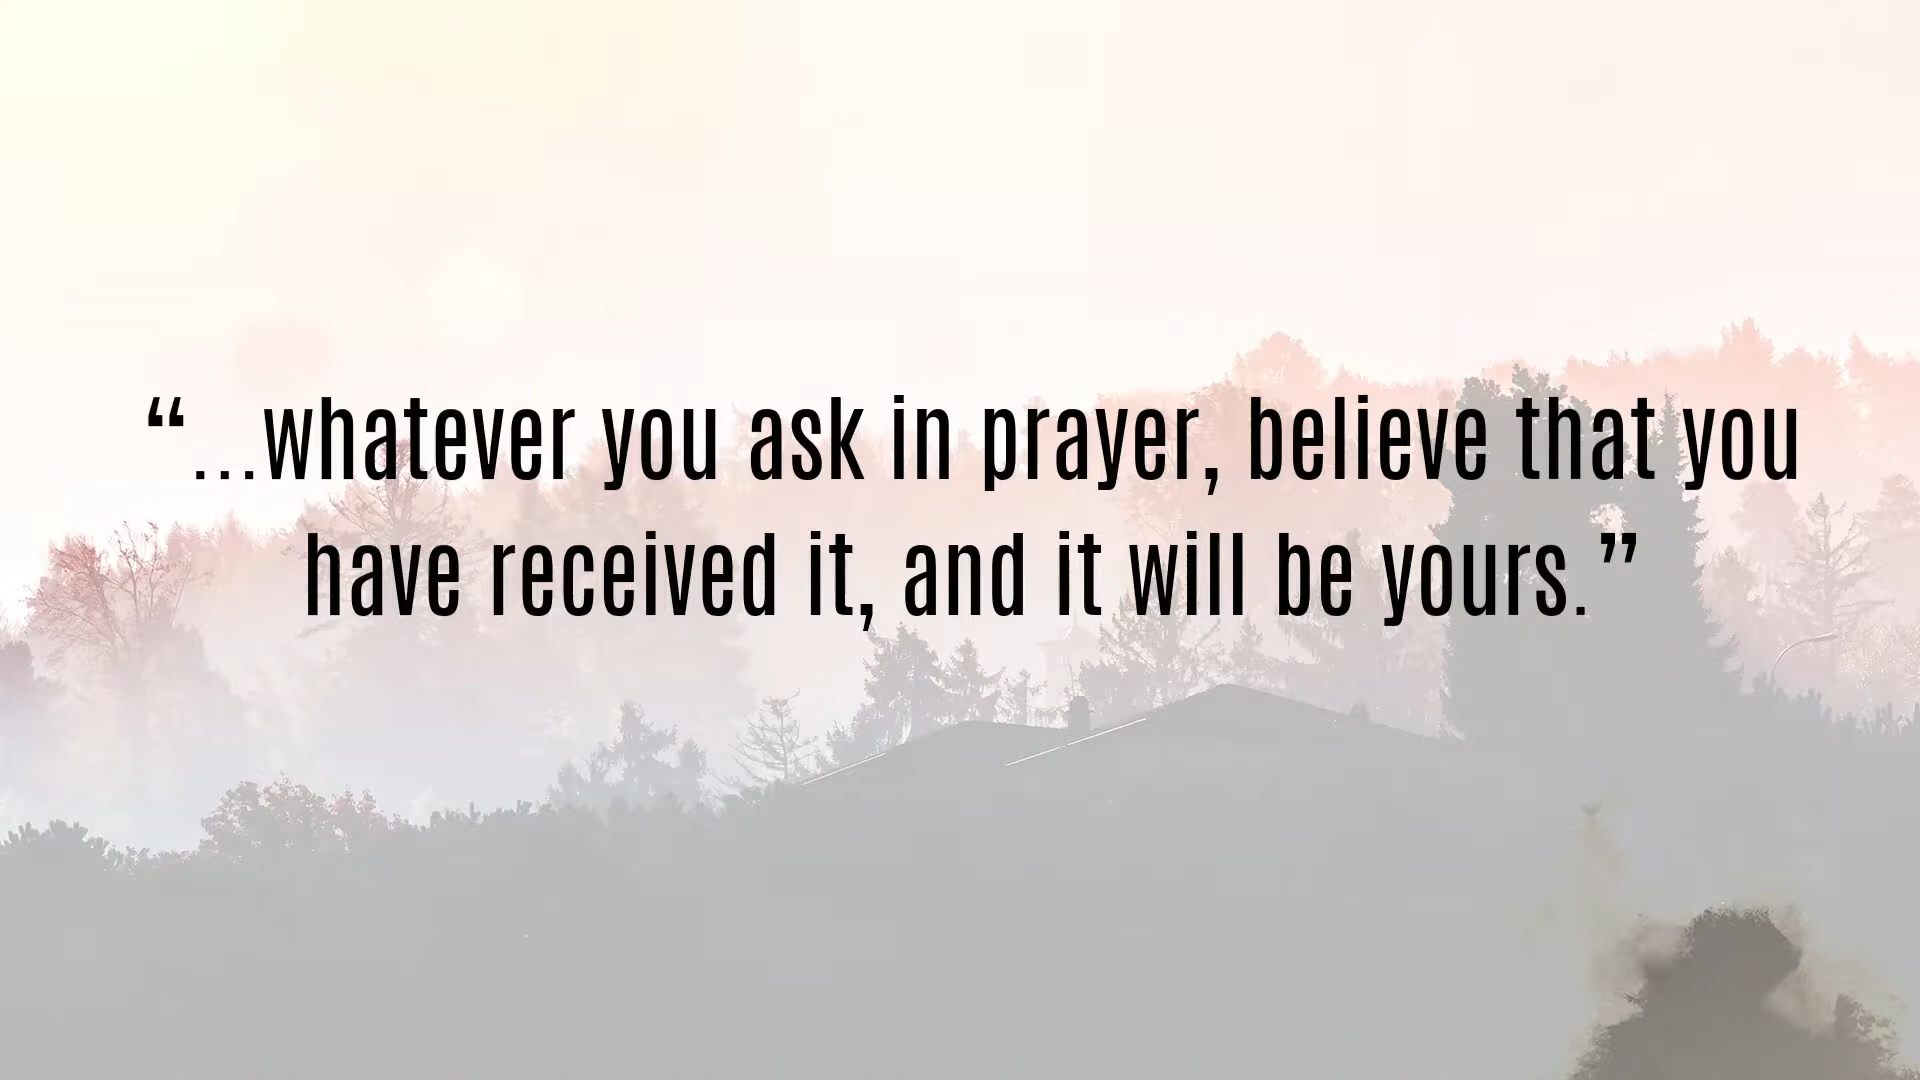 “...whatever you ask in prayer, believe that you
have received it, and it will be yours.”